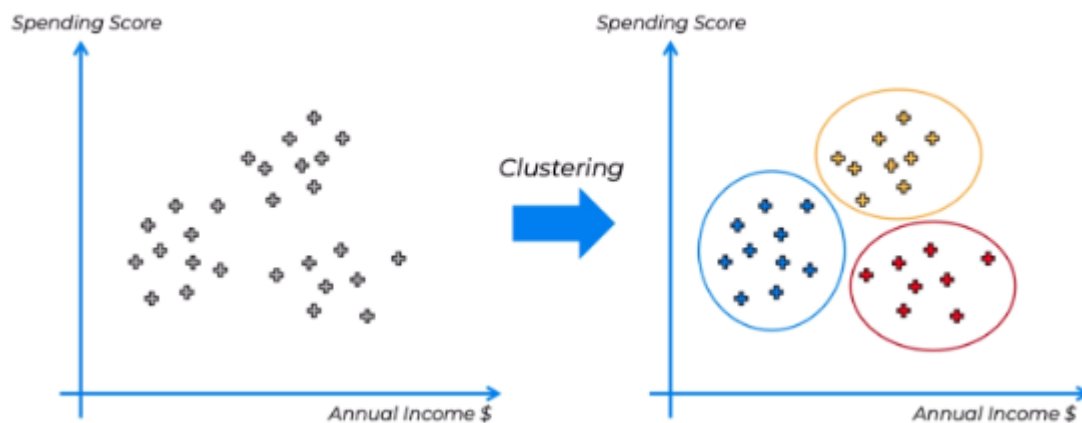 Spending Score
Spending Score
Clustering
Annual Income $
Annual Income $